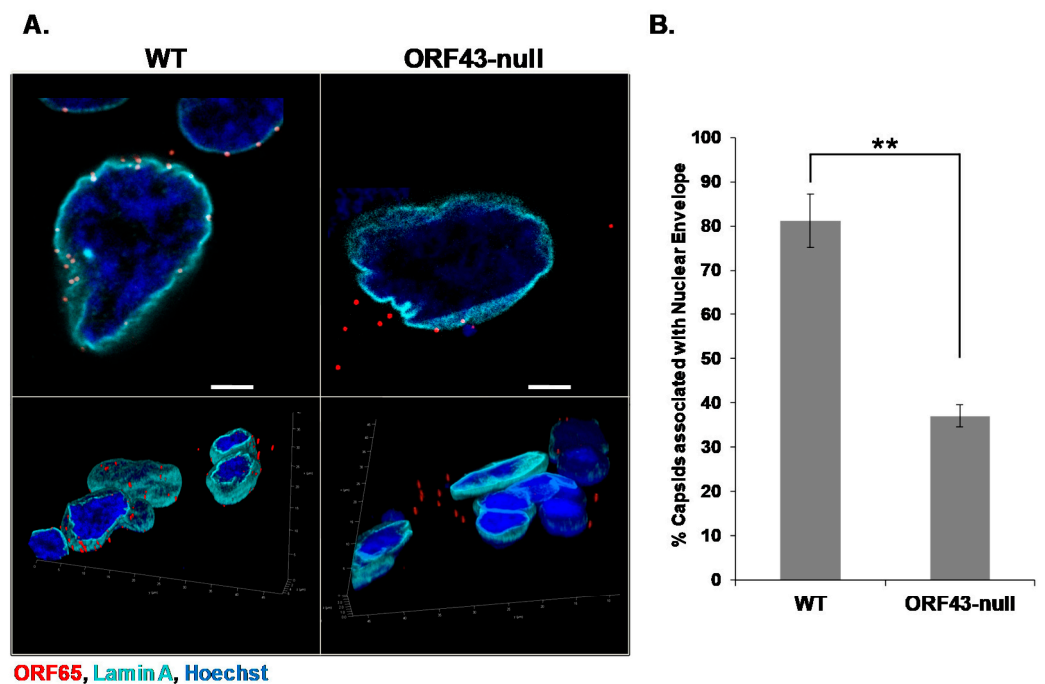 A.
B.
WT
ORF43-null
% Capsids associated with Nuclear Envelope
100
90
80
70
60
50
40
30
20
10
0
**
WT
ORF43-null
ORF65, Lamin A, Hoechst